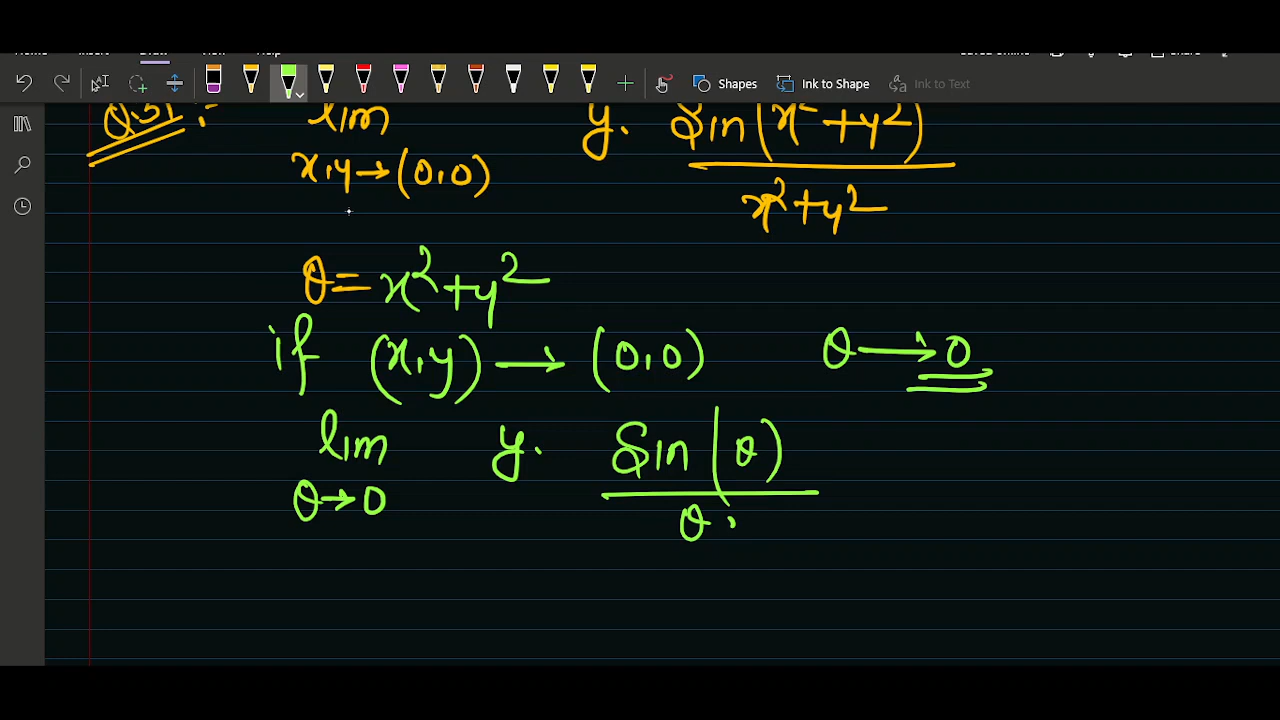 Shapes Ink to Shape Ink to Text
Q.31: lim y. Sin(x²+y²)
x,y→(0,0) x²+y²
θ= x²+y²
if (x,y) → (0,0) θ → 0
lim y. Sin(θ)
θ→0 θ